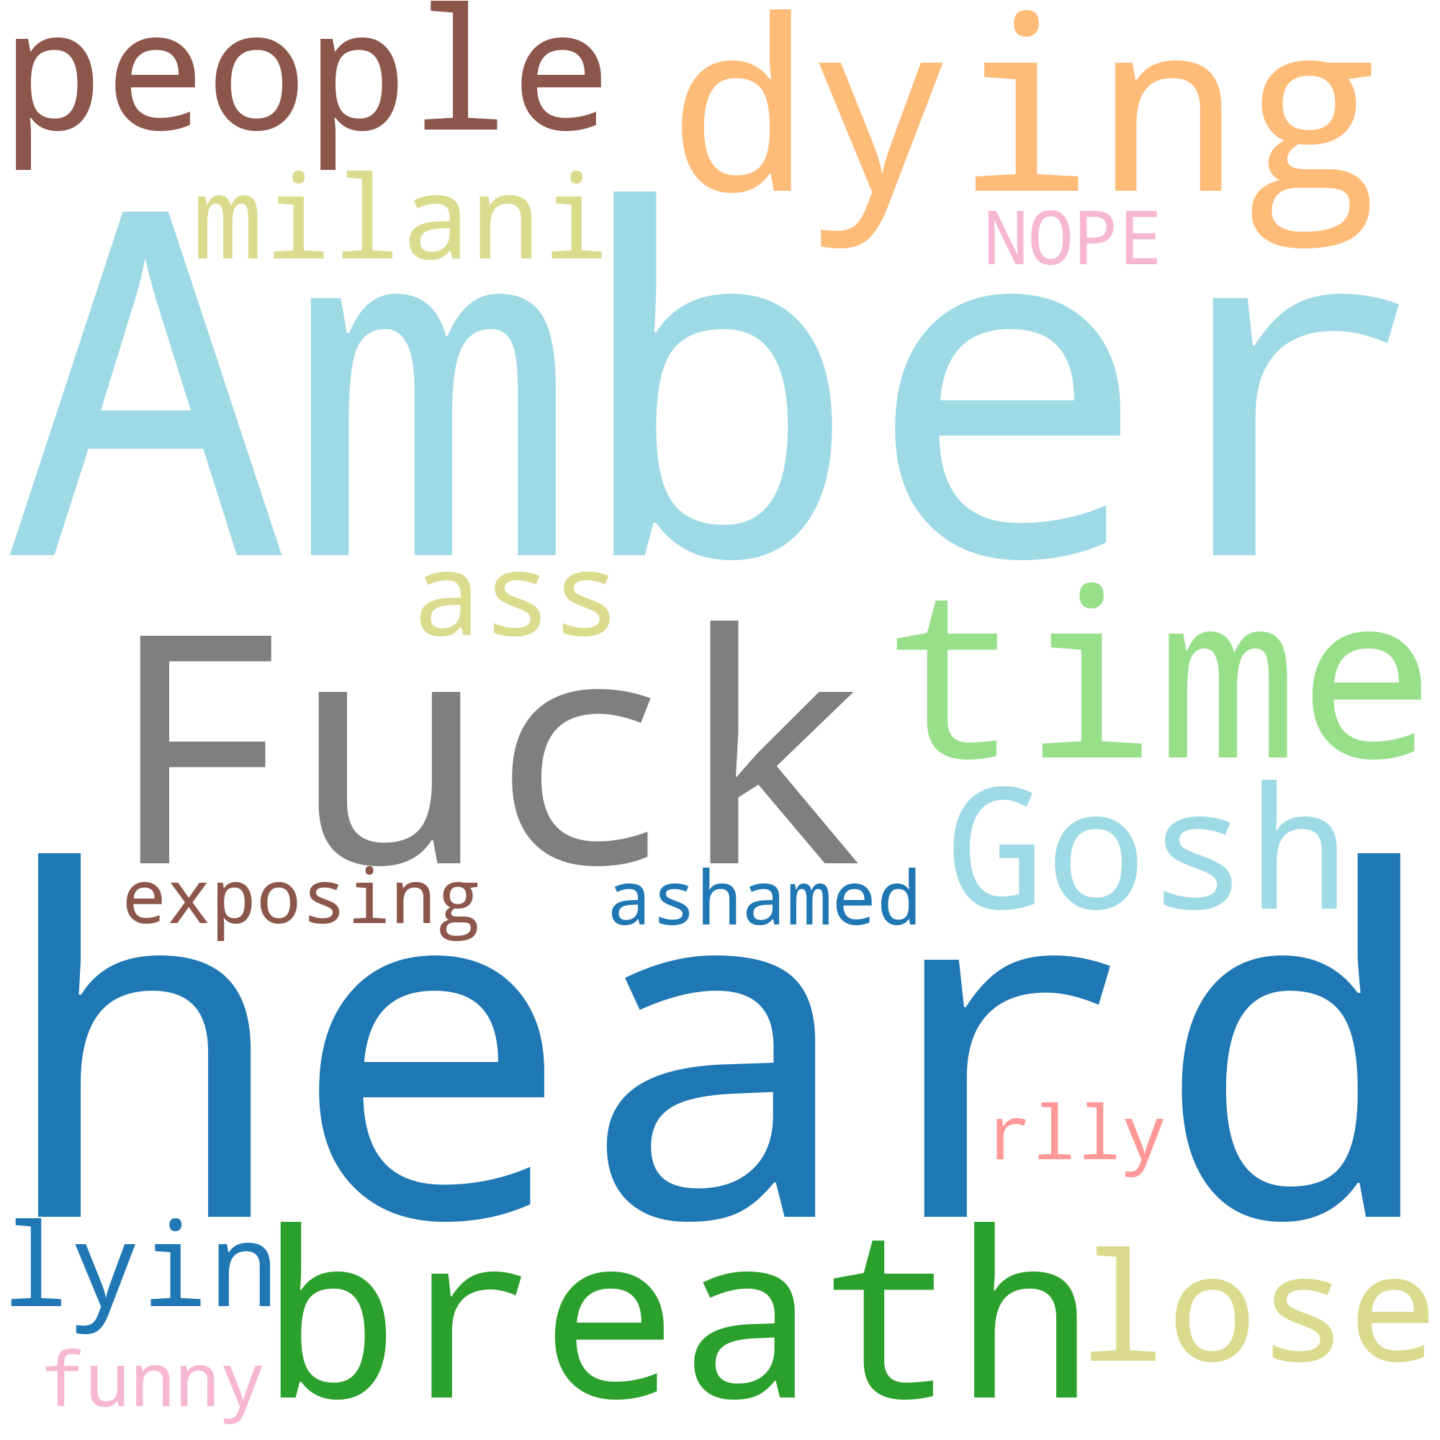 people dying
milani NOPE
Amber
ass
Fuck time
Gosh
exposing ashamed
heard
rlly
lyin breath lose
funny